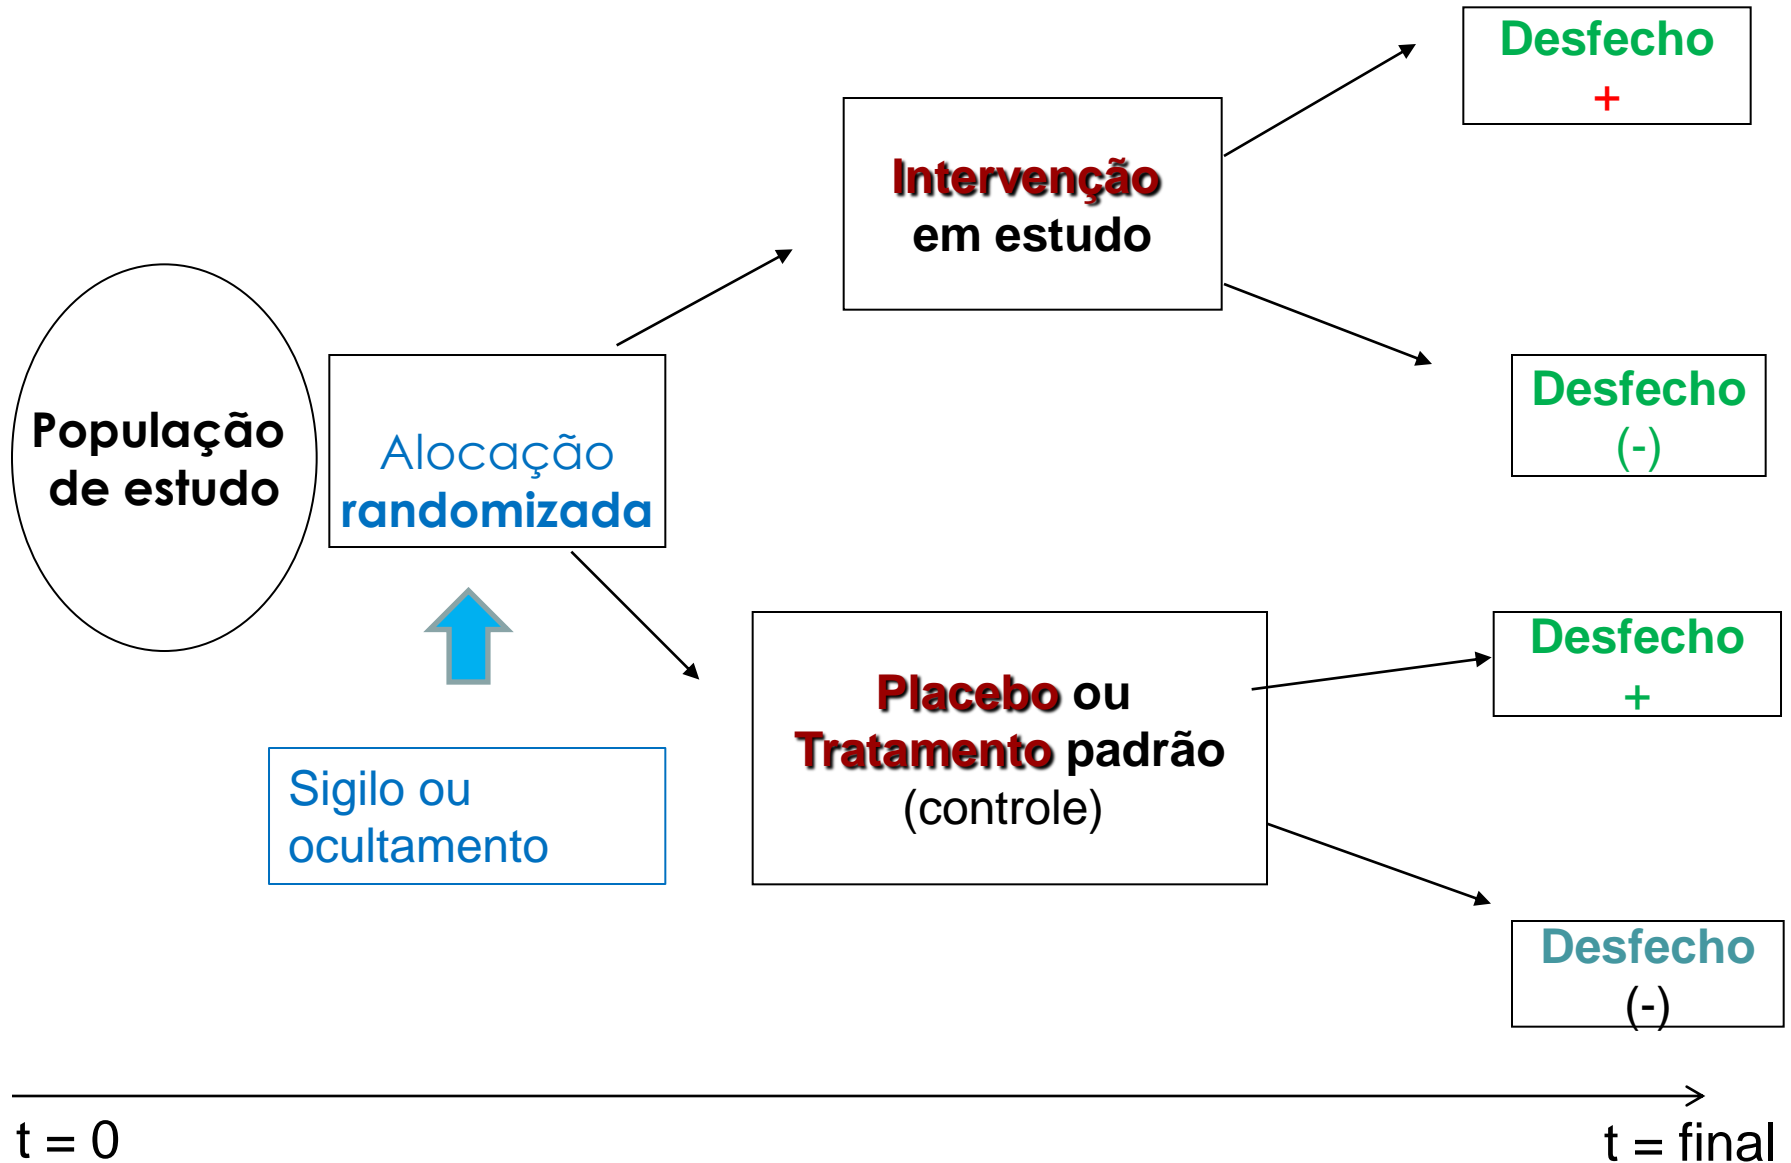 População
de estudo
Alocação
randomizada
Sigilo ou
ocultamento
Intervenção
em estudo
Placebo ou
Tratamento padrão
(controle)
Desfecho
+
Desfecho
(-)
Desfecho
+
Desfecho
(-)
t = 0
t = final